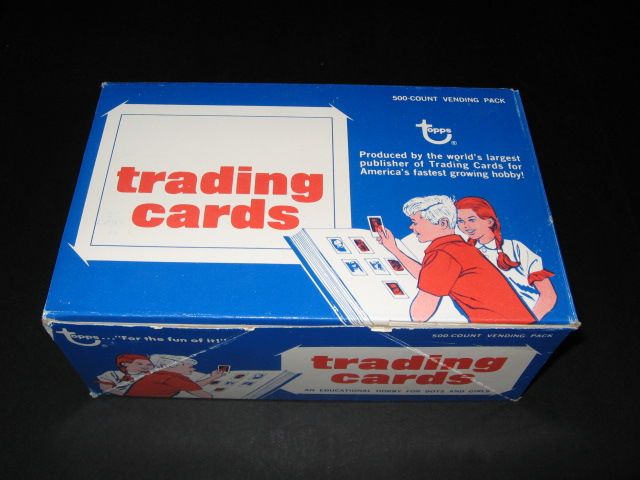 500-COUNT VENDING PACK
topps
®
Produced by the world's largest
publisher of Trading Cards for
America's fastest growing hobby!
trading
cards
topps..."For the fun of it!"
500-COUNT VENDING PACK
trading
cards
AN EDUCATIONAL HOBBY FOR BOYS AND GIRLS